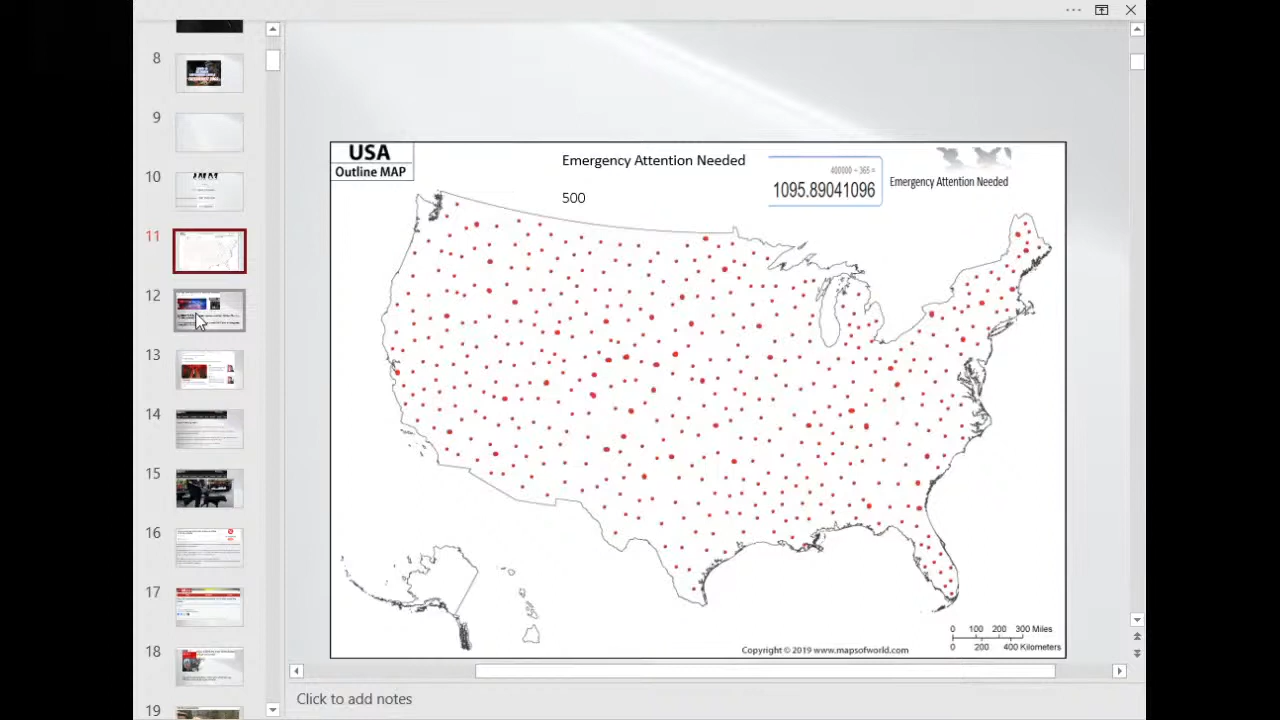 8
9
10
11
12
13
14
15
16
17
18
19
USA
Outline MAP
Emergency Attention Needed
500
400000 ÷ 365 =
1095.89041096
Emergency Attention Needed
0 100 200 300 Miles
0 200 400 Kilometers
Copyright © 2019 www.mapsofworld.com
Click to add notes